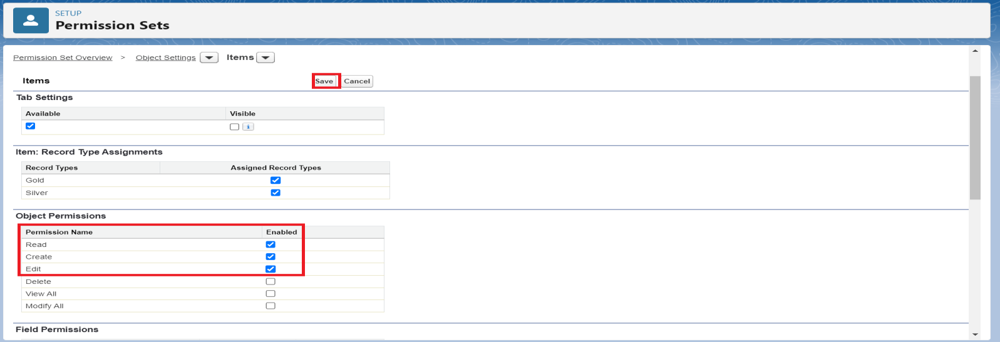 SETUP
Permission Sets
Permission Set Overview > Object Settings Items
Items Save Cancel
Tab Settings
Available Visible
i
Item: Record Type Assignments
Record Types Assigned Record Types
Gold
Silver
Object Permissions
Permission Name Enabled
Read
Create
Edit
Delete
View All
Modify All
Field Permissions